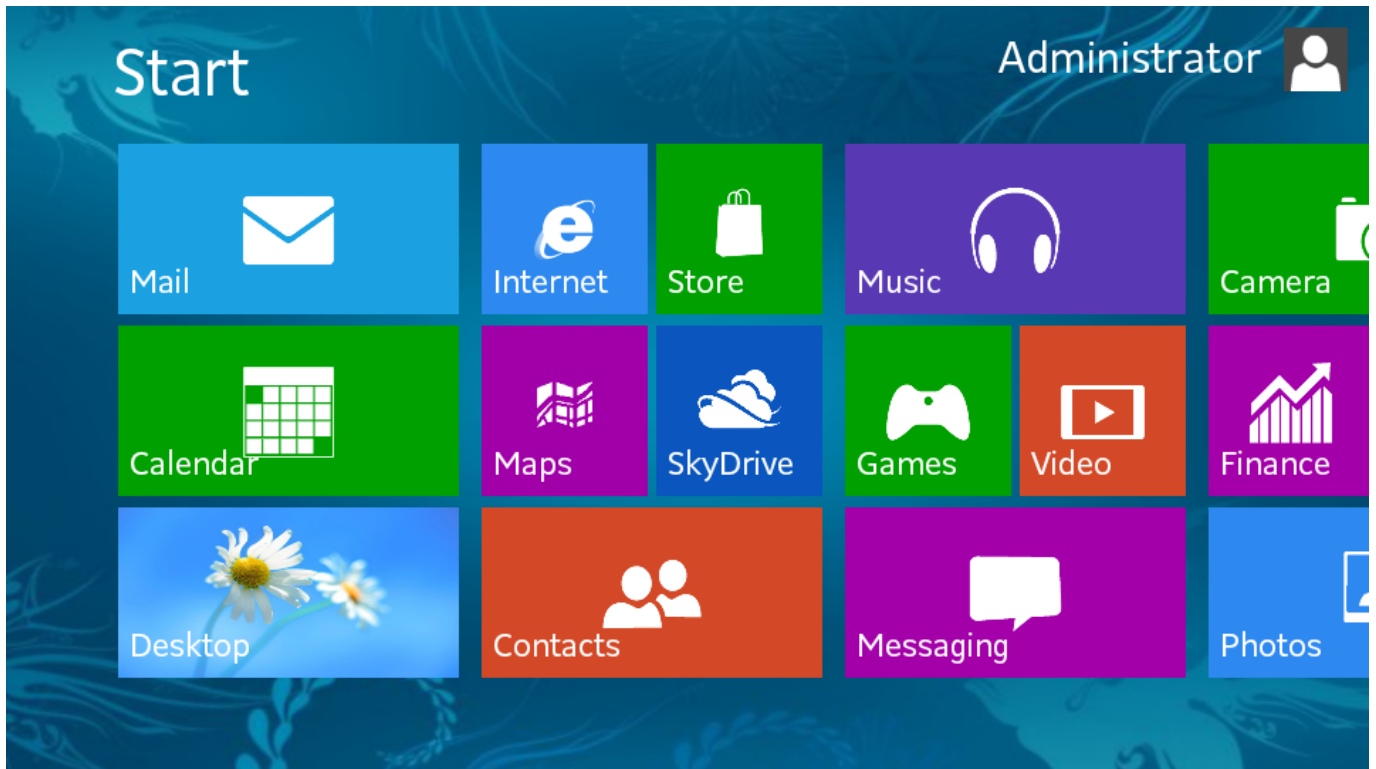 Start
Administrator
Mail
Internet
Store
Music
Camera
Calendar
Maps
SkyDrive
Games
Video
Finance
Desktop
Contacts
Messaging
Photos